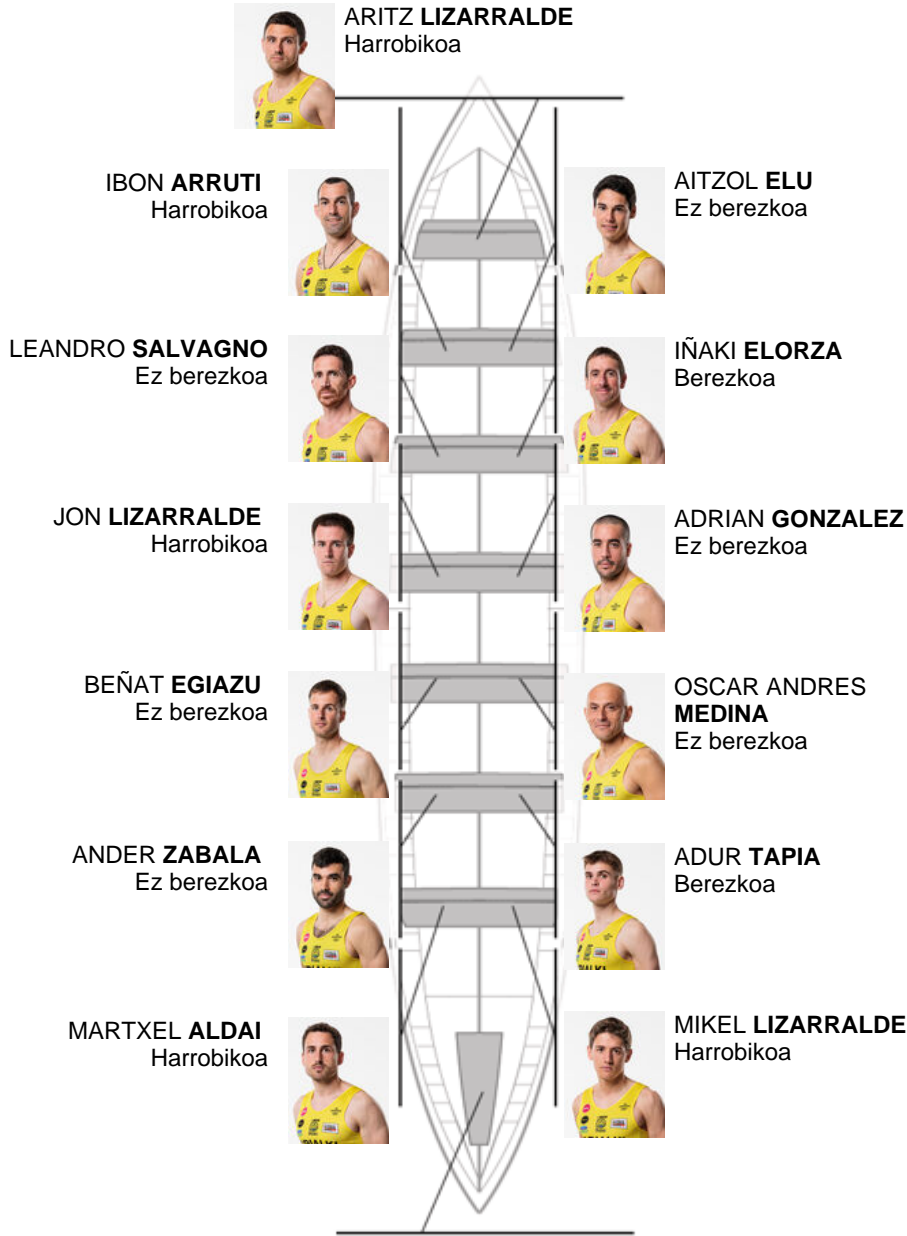 ARITZ LIZARRALDE
Harrobikoa
IBON ARRUTI
Harrobikoa
AITZOL ELU
Ez berezkoa
LEANDRO SALVAGNO
Ez berezkoa
IÑAKI ELORZA
Berezkoa
JON LIZARRALDE
Harrobikoa
ADRIAN GONZALEZ
Ez berezkoa
BEÑAT EGIAZU
Ez berezkoa
OSCAR ANDRES
MEDINA
Ez berezkoa
ANDER ZABALA
Ez berezkoa
ADUR TAPIA
Berezkoa
MARTXEL ALDAI
Harrobikoa
MIKEL LIZARRALDE
Harrobikoa